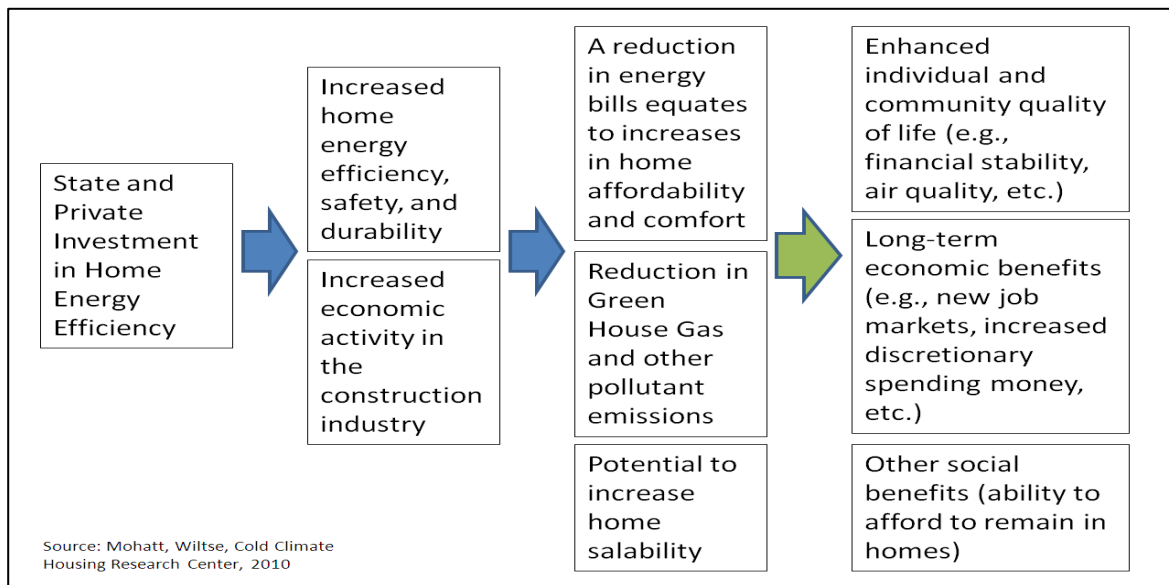 State and
Private
Investment
in Home
Energy
Efficiency
Increased
home
energy
efficiency,
safety, and
durability
Increased
economic
activity in
the
construction
industry
A reduction
in energy
bills equates
to increases
in home
affordability
and comfort
Reduction in
Green
House Gas
and other
pollutant
emissions
Potential to
increase
home
salability
Enhanced
individual and
community quality
of life (e.g.,
financial stability,
air quality, etc.)
Long-term
economic benefits
(e.g., new job
markets, increased
discretionary
spending money,
etc.)
Other social
benefits (ability to
afford to remain in
homes)
Source: Mohatt, Wiltse, Cold Climate
Housing Research Center, 2010